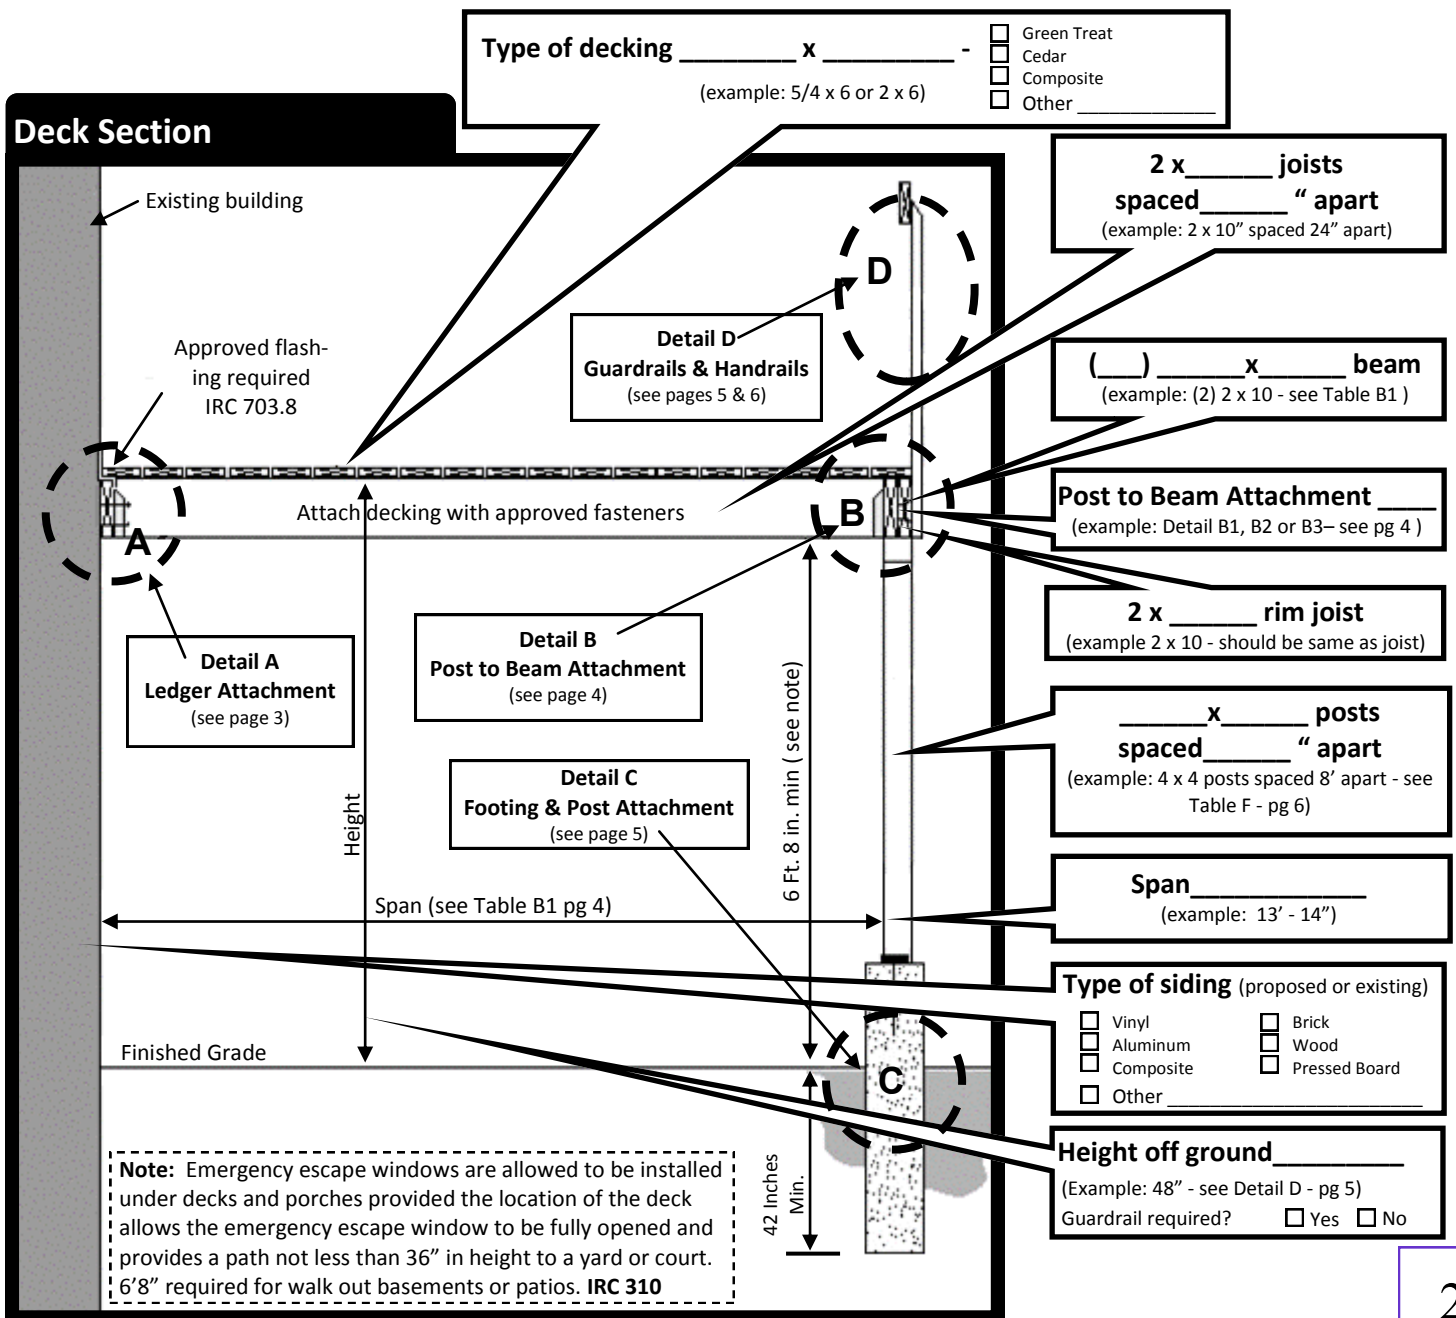 Type of decking ________ x _________ -
Green Treat
Cedar
Composite
Other ____________
(example: 5/4 x 6 or 2 x 6)
Deck Section
2 x______ joists
spaced______ “ apart
(example: 2 x 10” spaced 24” apart)
Existing building
D
Detail D
Guardrails & Handrails
(see pages 5 & 6)
Approved flash-
ing required
IRC 703.8
(___) ______x______ beam
(example: (2) 2 x 10 - see Table B1 )
Attach decking with approved fasteners
A
B
Post to Beam Attachment ____
(example: Detail B1, B2 or B3– see pg 4 )
2 x ______ rim joist
(example 2 x 10 - should be same as joist)
Detail A
Ledger Attachment
(see page 3)
Detail B
Post to Beam Attachment
(see page 4)
6 Ft. 8 in. min ( see note)
Height
______x______ posts
spaced______ “ apart
(example: 4 x 4 posts spaced 8’ apart - see
Table F - pg 6)
Detail C
Footing & Post Attachment
(see page 5)
Span (see Table B1 pg 4)
Span____________
(example:  13’ - 14”)
Type of siding (proposed or existing)
Vinyl
Aluminum
Composite
Brick
Wood
Pressed Board
Other ______________________
Finished Grade
C
42 Inches
Min.
Height off ground_________
(Example: 48” - see Detail D - pg 5)
Guardrail required? Yes No
Note:  Emergency escape windows are allowed to be installed
under decks and porches provided the location of the deck
allows the emergency escape window to be fully opened and
provides a path not less than 36” in height to a yard or court.
6’8” required for walk out basements or patios. IRC 310
2